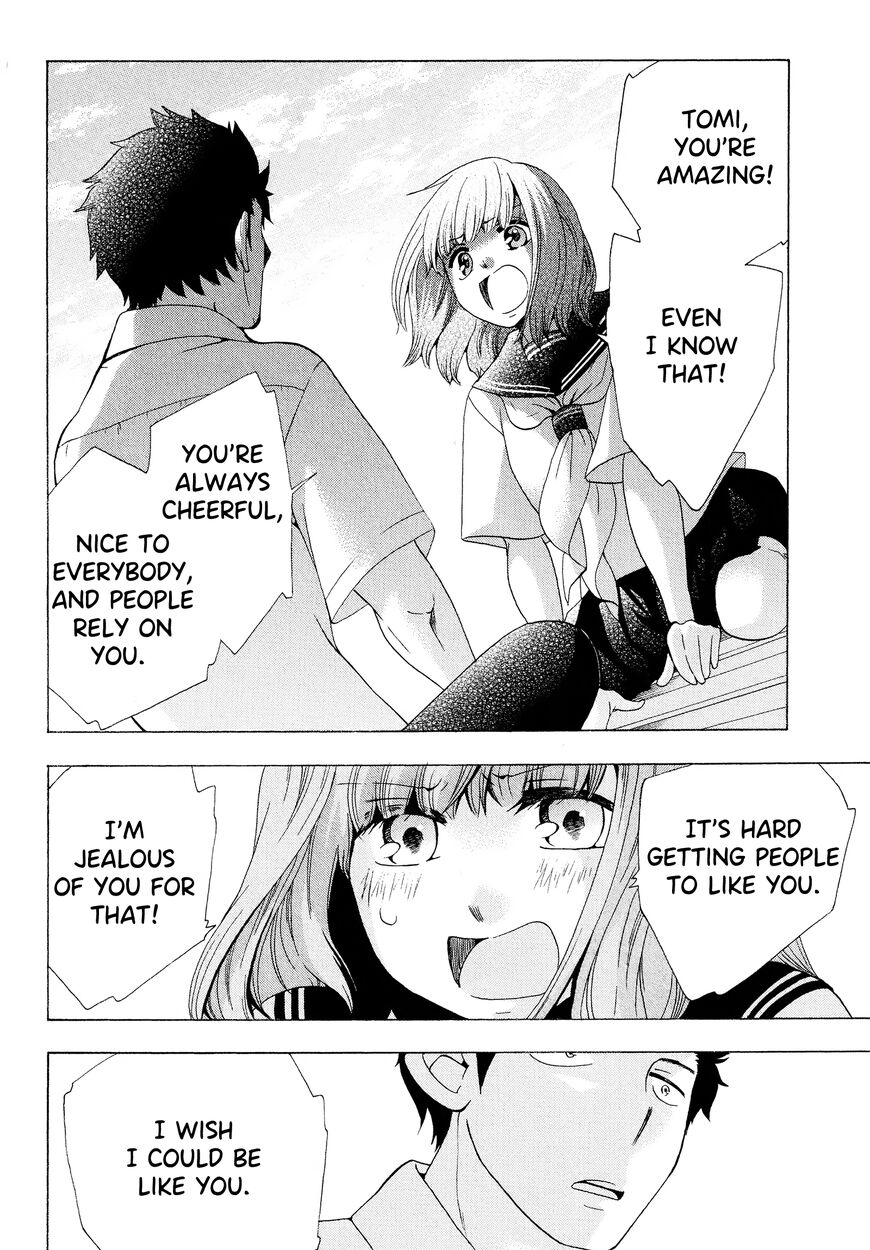 TOMI,
YOU'RE
AMAZING!
EVEN
I KNOW
THAT!
YOU'RE
ALWAYS
CHEERFUL,
NICE TO
EVERYBODY,
AND PEOPLE
RELY ON
YOU.
IT'S HARD
GETTING PEOPLE
TO LIKE YOU.
I'M
JEALOUS
OF YOU FOR
THAT!
I WISH
I COULD BE
LIKE YOU.